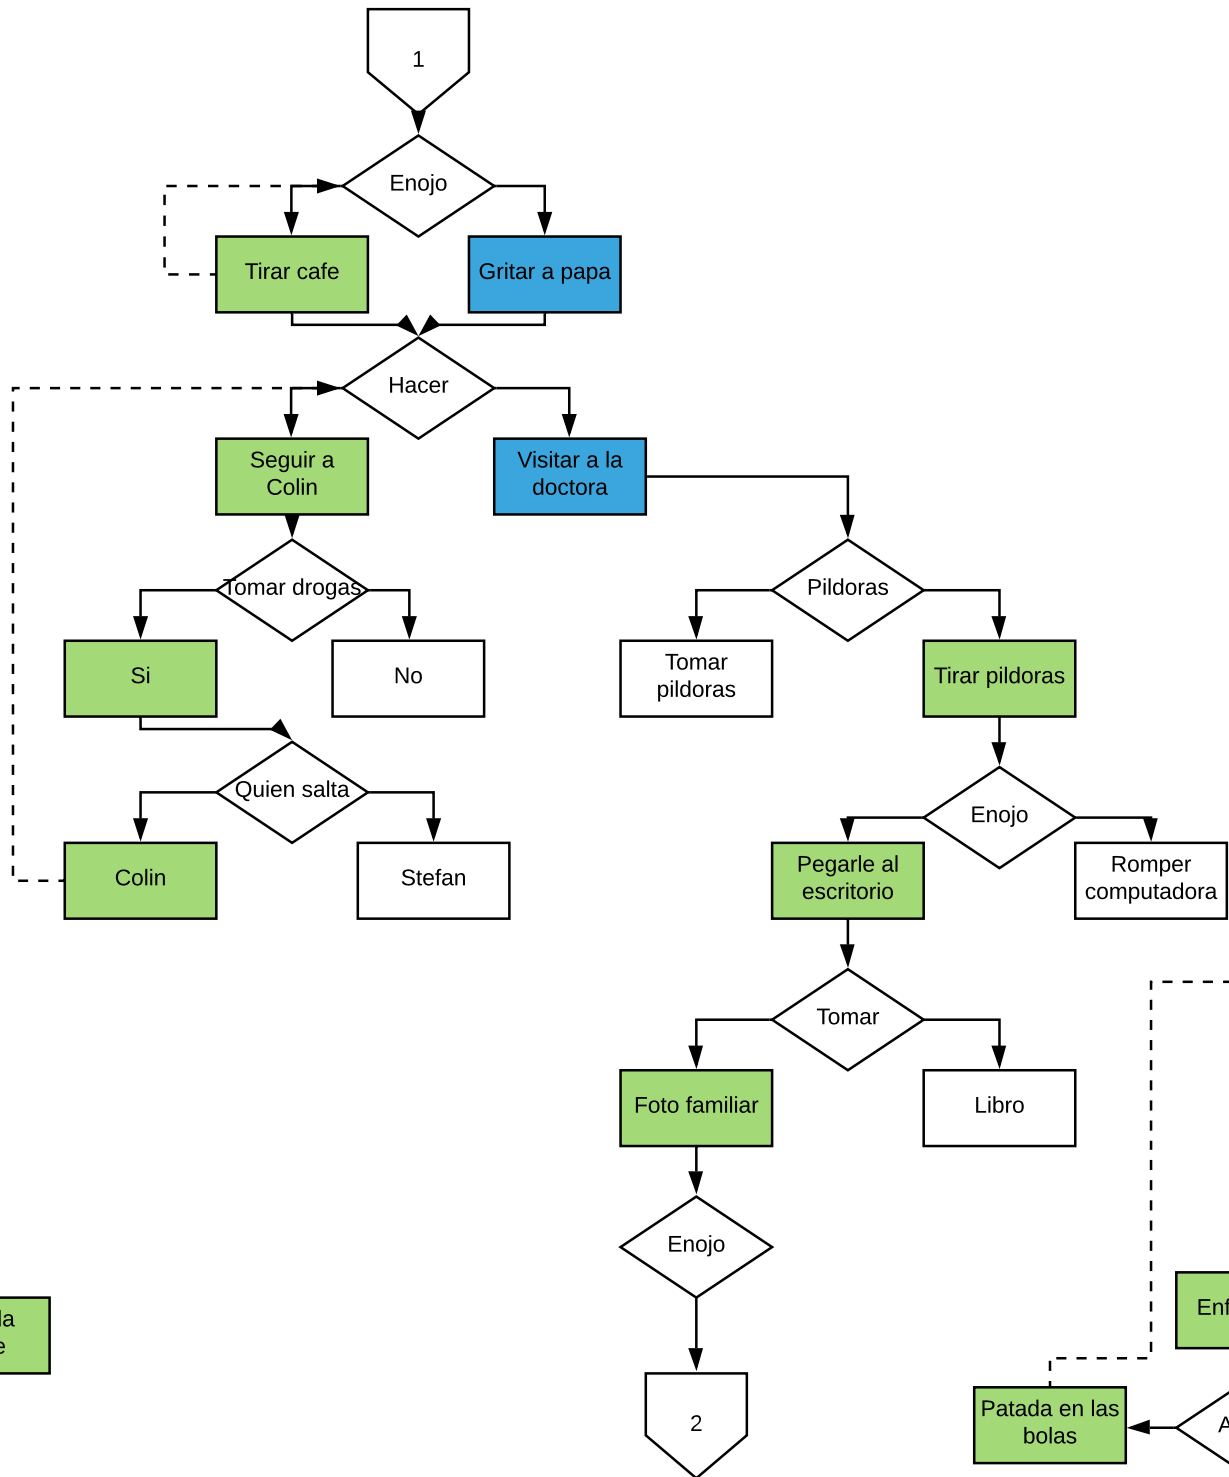 1
Enojo
Tirar cafe
Gritar a papa
Hacer
Seguir a
Colin
Visitar a la
doctora
Tomar drogas
Pildoras
Si
No
Tomar
pildoras
Tirar pildoras
Quien salta
Enojo
Colin
Stefan
Pegarle al
escritorio
Romper
computadora
Tomar
Foto familiar
Libro
Enojo
2
Patada en las
bolas